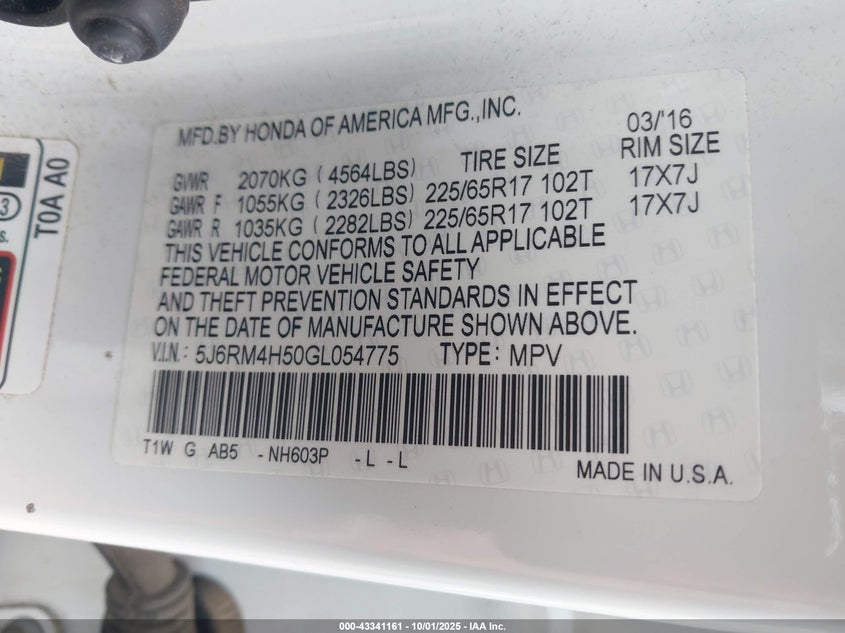 MFD.BY HONDA OF AMERICA MFG.,INC. 03/'16
TIRE SIZE RIM SIZE
GVWR 2070KG ( 4564LBS)
GAWR F 1055KG ( 2326LBS) 225/65R17 102T 17X7J
GAWR R 1035KG ( 2282LBS) 225/65R17 102T 17X7J
THIS VEHICLE CONFORMS TO ALL APPLICABLE
FEDERAL MOTOR VEHICLE SAFETY
AND THEFT PREVENTION STANDARDS IN EFFECT
ON THE DATE OF MANUFACTURE SHOWN ABOVE.
V.I.N.: 5J6RM4H50GL054775 TYPE: MPV
T1W G AB5 -NH603P -L -L
MADE IN U.S.A.
T0A A0
3
s.
000-43341161 - 10/01/2025 - IAA Inc.